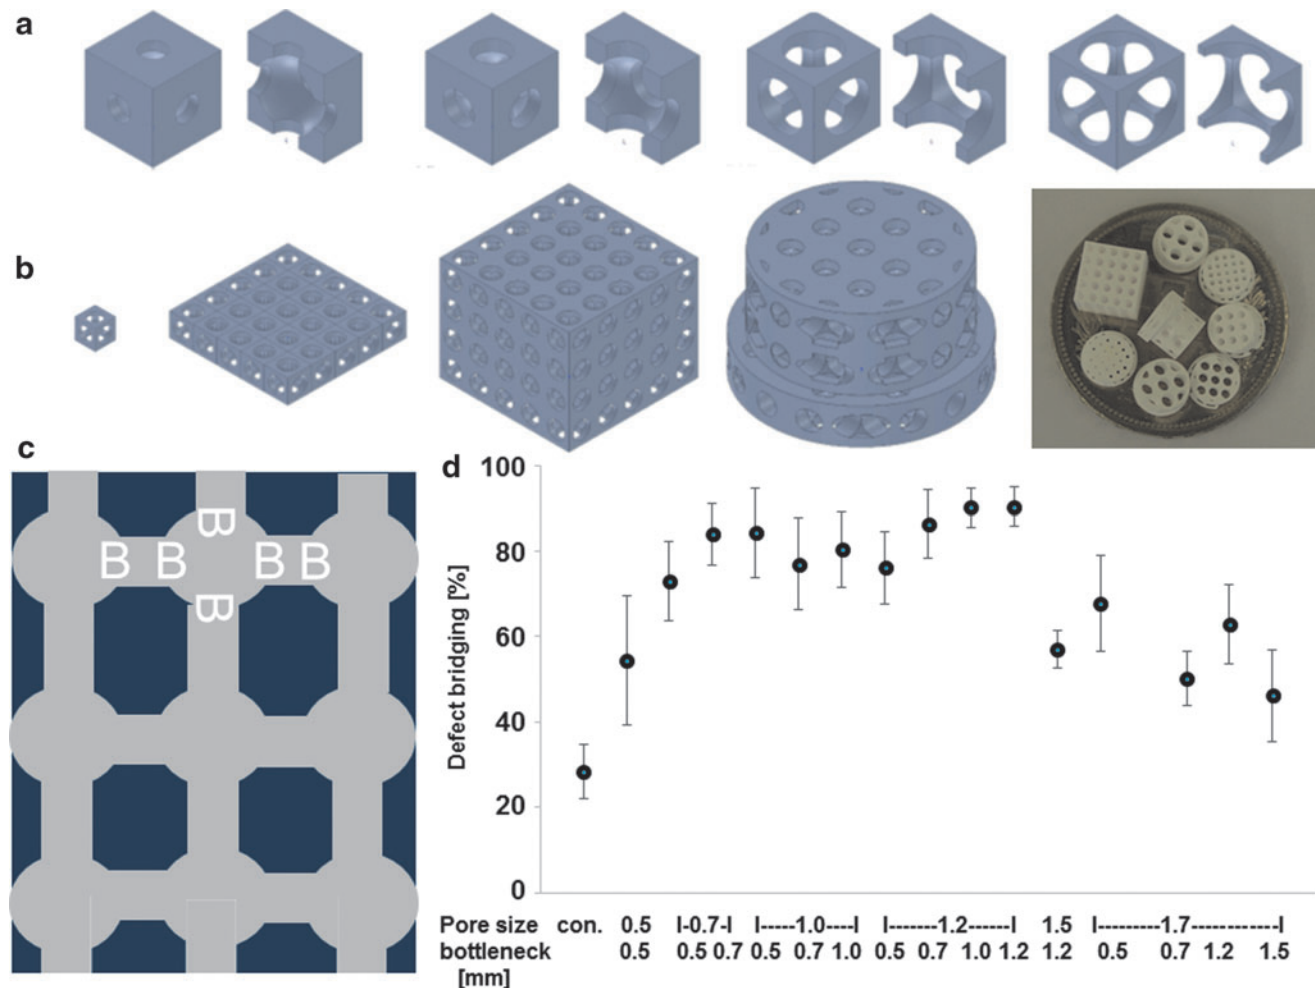 a
b
c
B B B B
B
B
d
Defect bridging [%]
100
80
60
40
20
0
Pore size con. 0.5 I-0.7-I I-----1.0----I I------1.2------I 1.5 I---------1.7---------I
bottleneck 0.5 0.5 0.7 0.5 0.7 1.0 0.5 0.7 1.0 1.2 1.2 0.5 0.7 1.2 1.5
[mm]